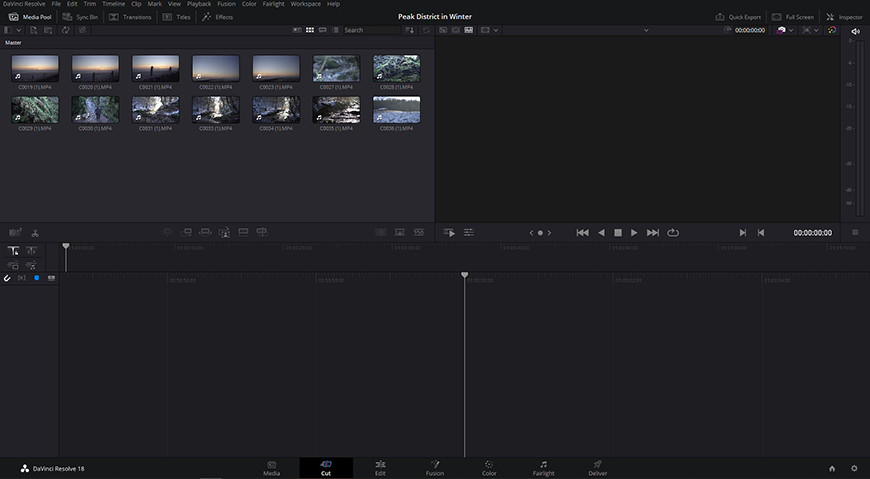 DaVinci Resolve File Edit Trim Timeline Clip Mark View Playback Fusion Color Fairlight Workspace Help
Media Pool Sync Bin Transitions Titles Effects Peak District in Winter Quick Export Full Screen Inspector
Search 00:00:00:00
Master
C0019 (1).MP4 C0020 (1).MP4 C0021 (1).MP4 C0022 (1).MP4 C0023 (1).MP4 C0027 (1).MP4 C0028 (1).MP4
C0029 (1).MP4 C0030 (1).MP4 C0031 (1).MP4 C0033 (1).MP4 C0034 (1).MP4 C0035 (1).MP4 C0036 (1).MP4
00:00:00:00
DaVinci Resolve 18 Media Cut Edit Fusion Color Fairlight Deliver